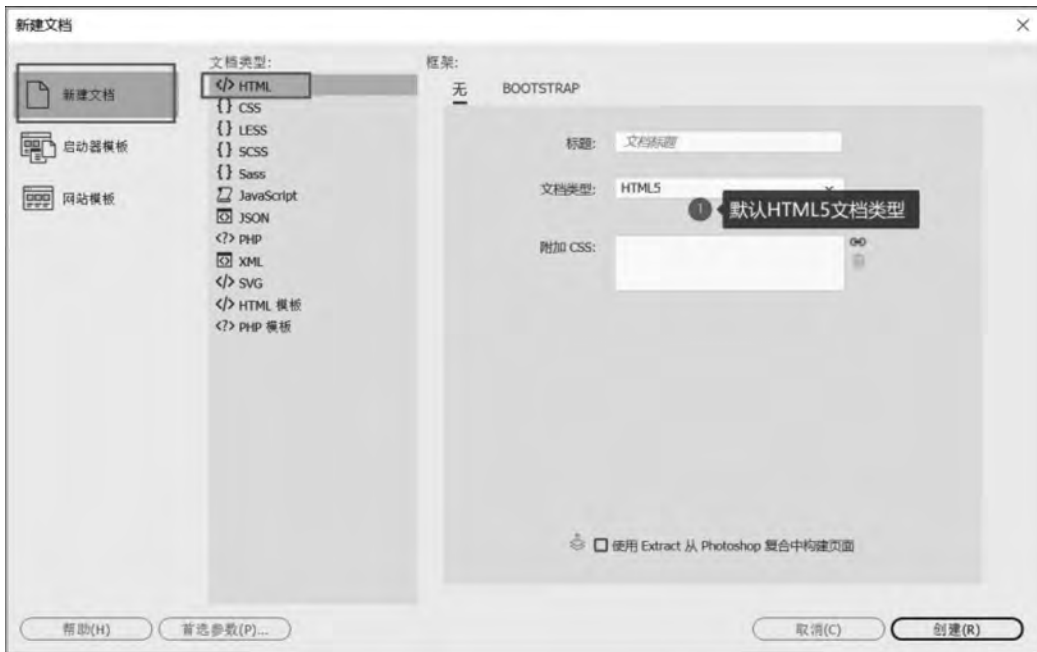 新建文档
新建文档
启动器模板
网站模板
文档类型:
</> HTML
{} CSS
{} LESS
{} SCSS
{} Sass
JavaScript
JSON
<?> PHP
XML
</> SVG
</> HTML 模板
<?> PHP 模板
框架:
无 BOOTSTRAP
标题: 文档标题
文档类型: HTML5
1 默认HTML5文档类型
附加 CSS:
使用 Extract 从 Photoshop 复合中构建页面
帮助(H) 首选参数(P)... 取消(C) 创建(R)